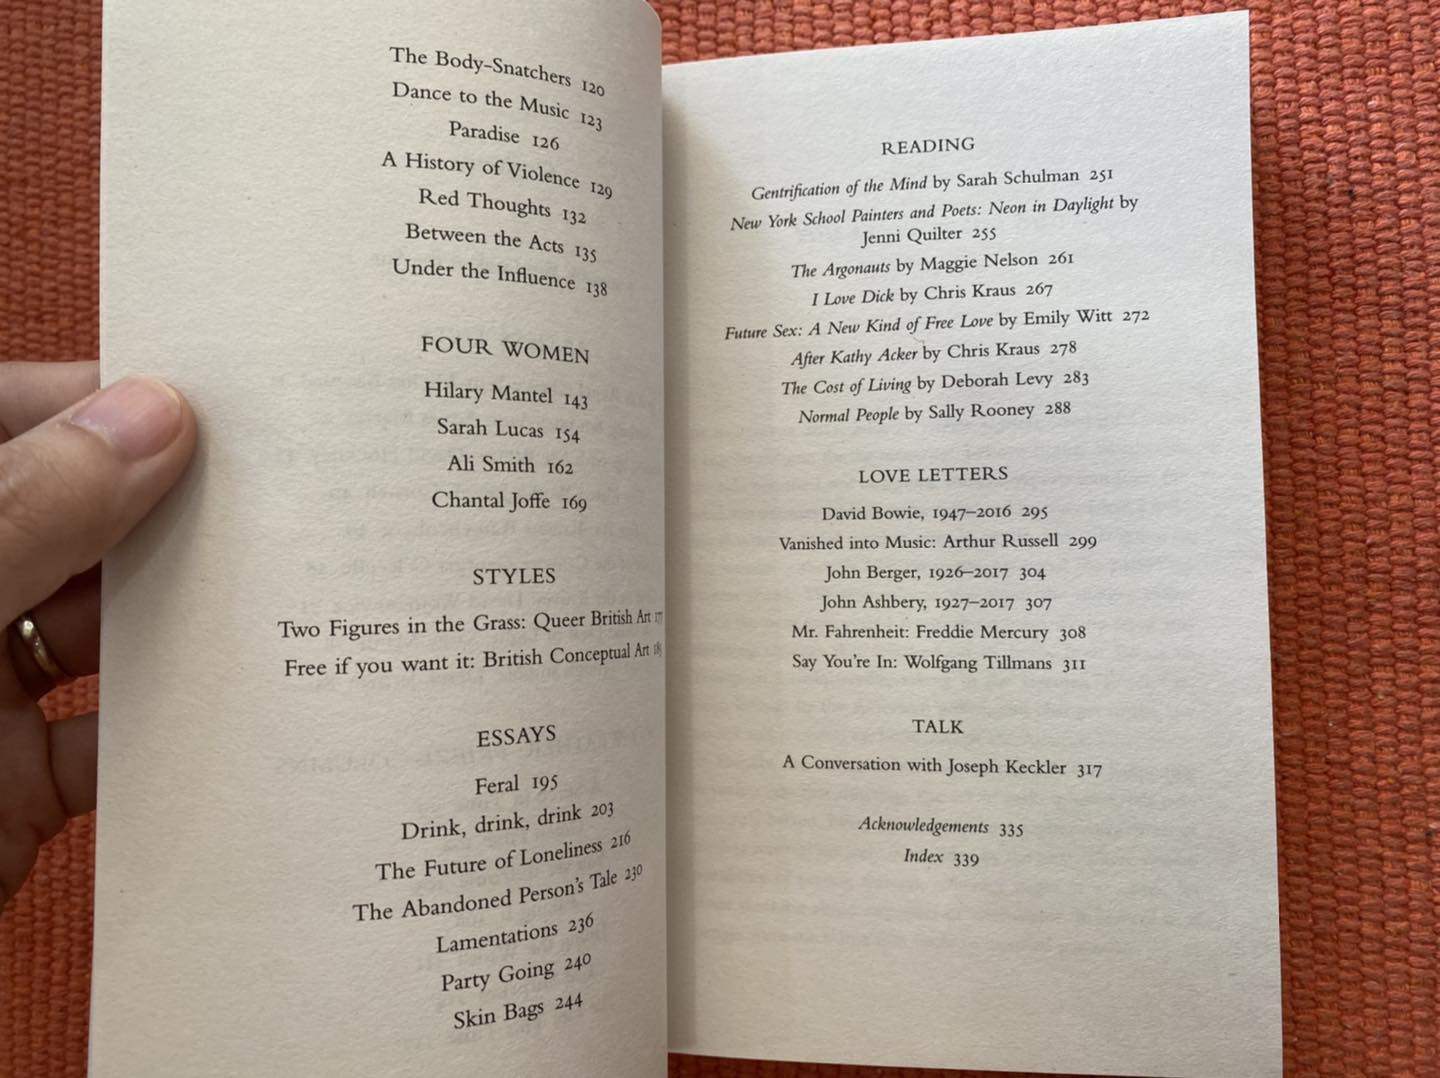 The Body-Snatchers 120
Dance to the Music 123
Paradise 126
A History of Violence 129
Red Thoughts 132
Between the Acts 135
Under the Influence 138
FOUR WOMEN
Hilary Mantel 143
Sarah Lucas 154
Ali Smith 162
Chantal Joffe 169
STYLES
Two Figures in the Grass: Queer British Art 177
Free if you want it: British Conceptual Art
ESSAYS
Feral 195
Drink, drink, drink 203
The Future of Loneliness 216
The Abandoned Person's Tale 230
Lamentations 236
Party Going 240
Skin Bags 244
READING
Gentrification of the Mind by Sarah Schulman 251
New York School Painters and Poets: Neon in Daylight by
Jenni Quilter 255
The Argonauts by Maggie Nelson 261
I Love Dick by Chris Kraus 267
Future Sex: A New Kind of Free Love by Emily Witt 272
After Kathy Acker by Chris Kraus 278
The Cost of Living by Deborah Levy 283
Normal People by Sally Rooney 288
LOVE LETTERS
David Bowie, 1947–2016 295
Vanished into Music: Arthur Russell 299
John Berger, 1926–2017 304
John Ashbery, 1927–2017 307
Mr. Fahrenheit: Freddie Mercury 308
Say You're In: Wolfgang Tillmans 311
TALK
A Conversation with Joseph Keckler 317
Acknowledgements 335
Index 339